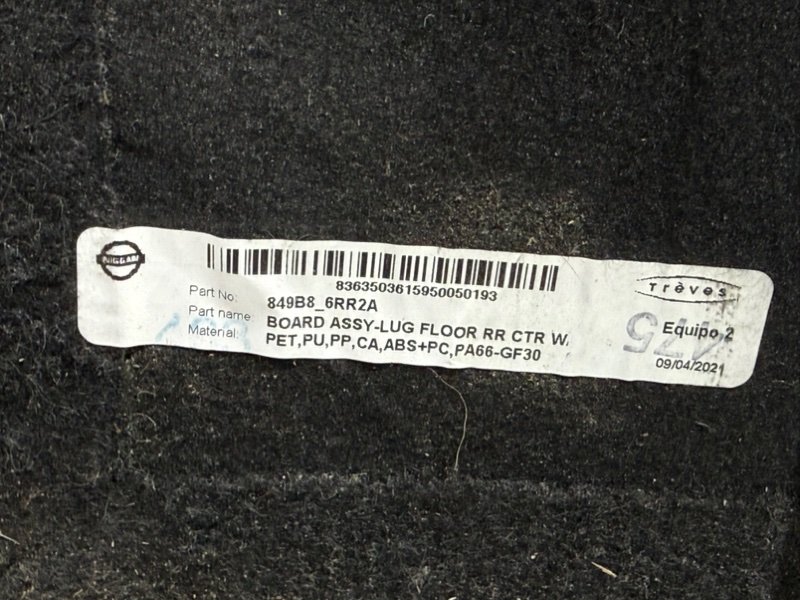 NISSAN
8363503615950050193
Part No: 849B8_6RR2A
Part name: BOARD ASSY-LUG FLOOR RR CTR W,
Material: PET,PU,PP,CA,ABS+PC,PA66-GF30
Trèves
Equipo 2
09/04/2021